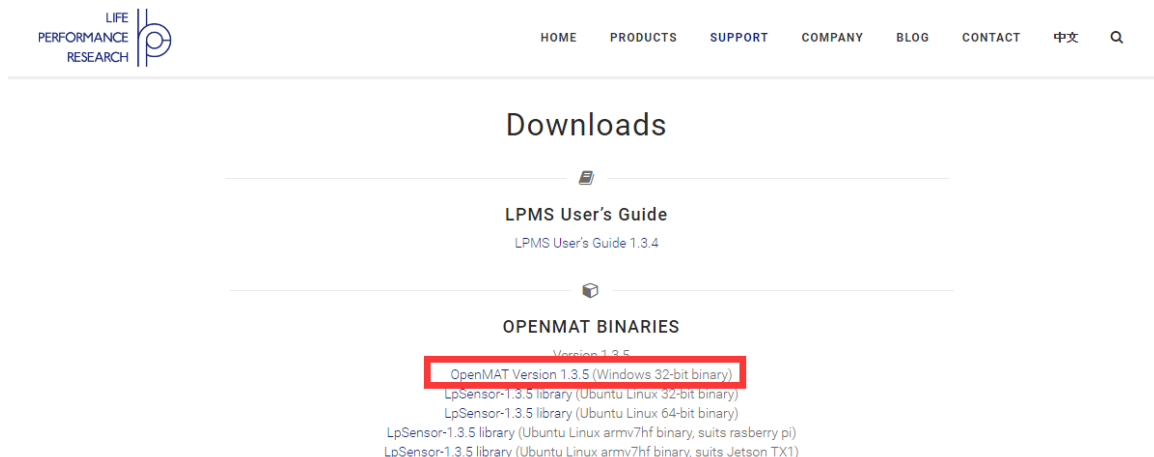 LIFE
PERFORMANCE
RESEARCH
HOME PRODUCTS SUPPORT COMPANY BLOG CONTACT 中文
Downloads
LPMS User's Guide
LPMS User's Guide 1.3.4
OPENMAT BINARIES
Version 1.3.5
OpenMAT Version 1.3.5 (Windows 32-bit binary)
LpSensor-1.3.5 library (Ubuntu Linux 32-bit binary)
LpSensor-1.3.5 library (Ubuntu Linux 64-bit binary)
LpSensor-1.3.5 library (Ubuntu Linux armv7hf binary, suits rasberry pi)
LpSensor-1.3.5 library (Ubuntu Linux armv7hf binary, suits Jetson TX1)